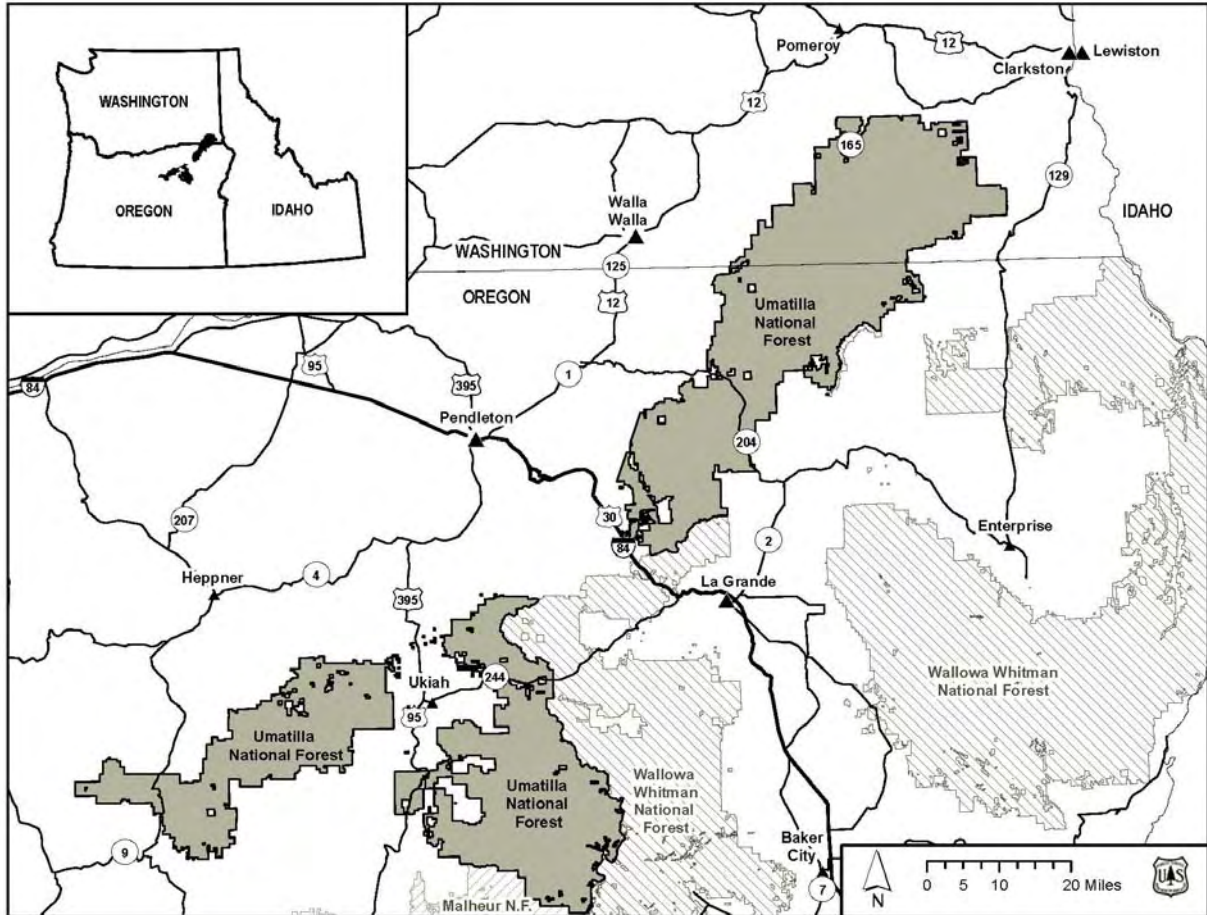 WASHINGTON
OREGON
IDAHO
Pomeroy
12
12
Clarkston
Lewiston
165
129
IDAHO
Walla
Walla
WASHINGTON
125
OREGON
12
Umatilla
National
Forest
95
84
395
1
Pendleton
204
207
30
84
2
Enterprise
Heppner
4
395
La Grande
Ukiah
244
95
Wallowa Whitman
National Forest
Umatilla
National Forest
Umatilla
National
Forest
Wallowa
Whitman
National
Forest
9
Baker
City
7
Malheur N.F.
N
0 5 10 20 Miles
U S